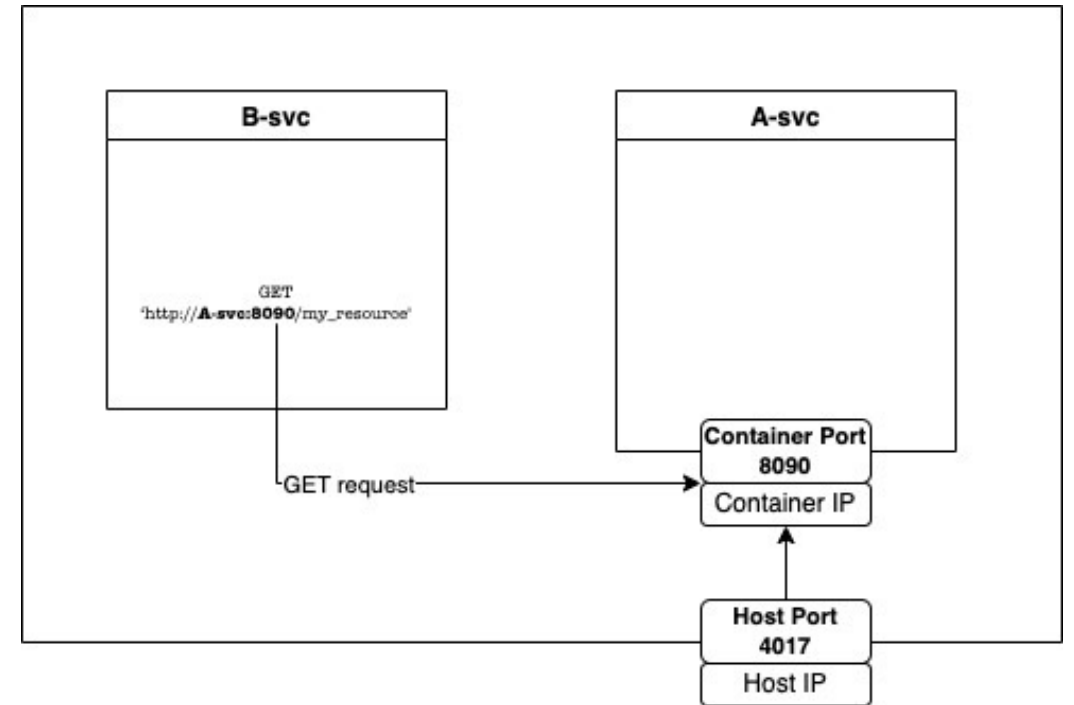 B-svc
A-svc
GET
'http://A-svc:8090/my_resource'
Container Port
8090
GET request
Container IP
Host Port
4017
Host IP